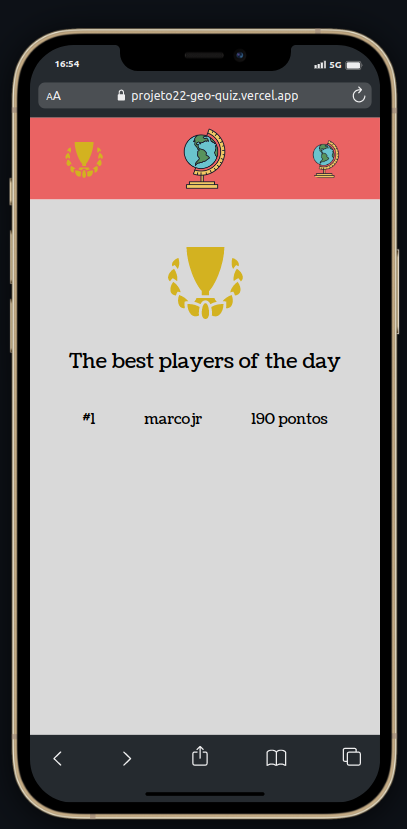 16:54
5G
AA projeto22-geo-quiz.vercel.app
The best players of the day
#1 marcojr 190 pontos